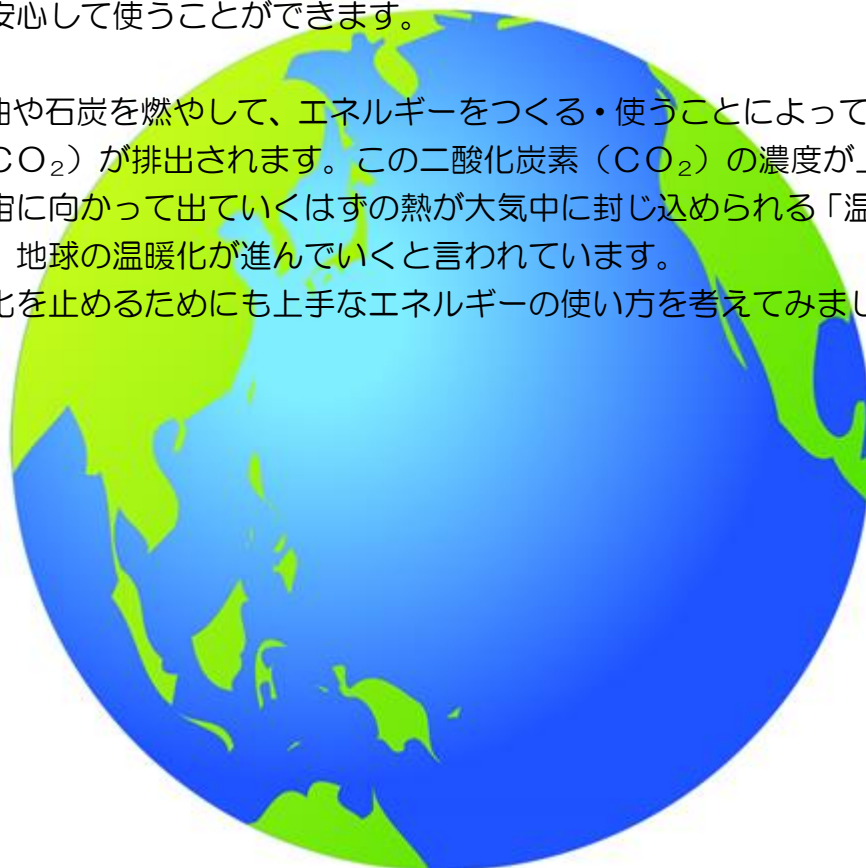 安心して使うことができます。
油や石炭を燃やして、エネルギーをつくる・使うことによって
CO₂）が排出されます。この二酸化炭素（CO₂）の濃度が上
宙に向かって出ていくはずの熱が大気中に封じ込められる「温
地球の温暖化が進んでいくと言われています。
化を止めるためにも上手なエネルギーの使い方を考えてみまし